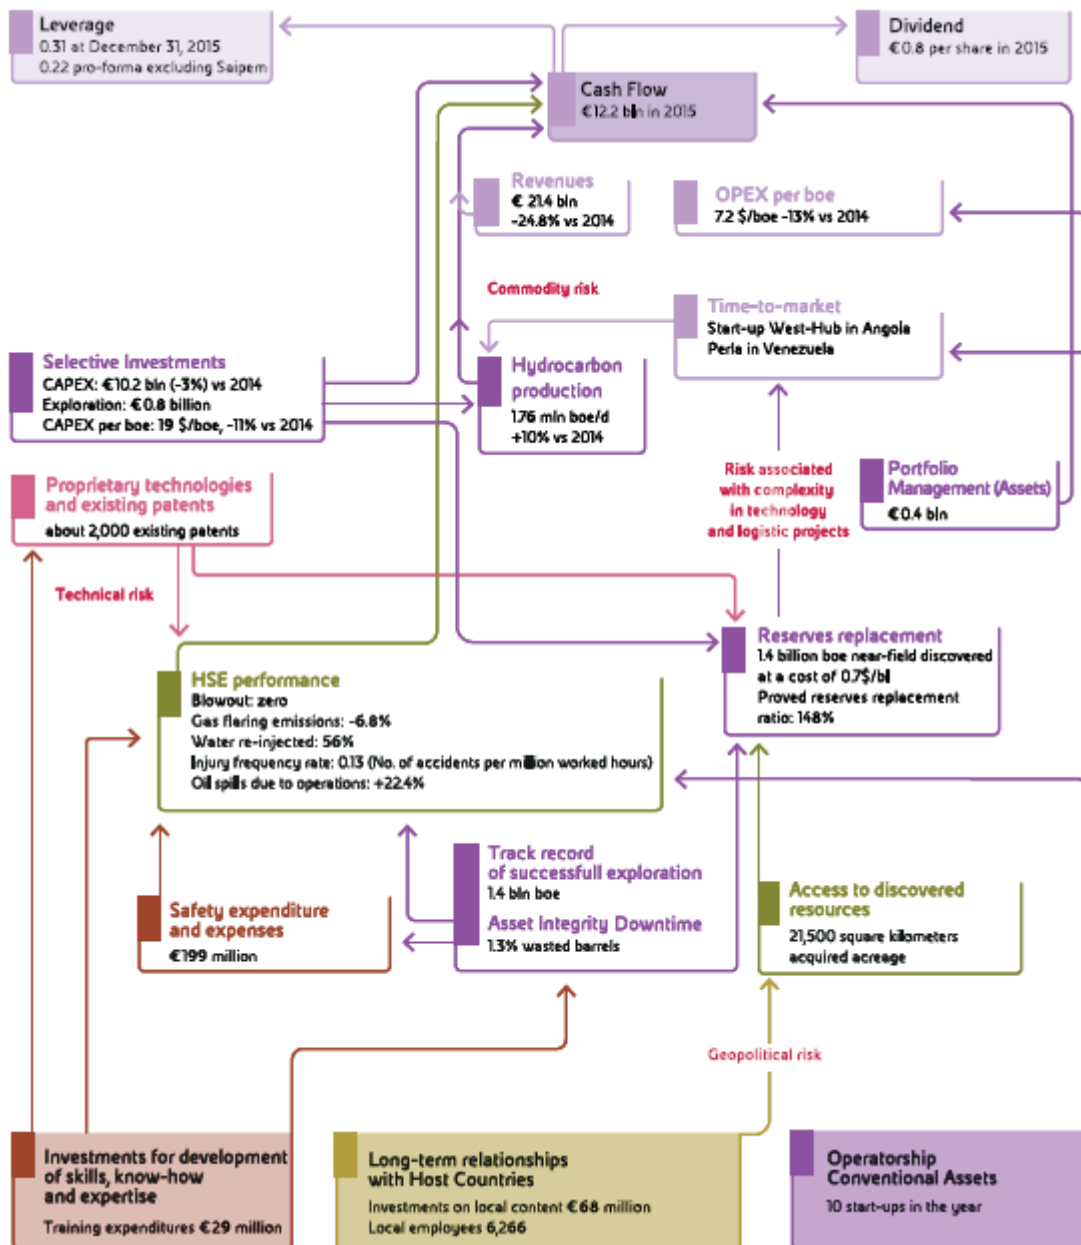 Leverage
0.31 at December 31, 2015
0.22 pro-forma excluding Saipem
Dividend
€0.8 per share in 2015
Cash Flow
€12.2 bln in 2015
Revenues
€ 21.4 bln
-24.8% vs 2014
OPEX per boe
7.2 $/boe -13% vs 2014
Commodity risk
Time-to-market
Start-up West-Hub in Angola
Perla in Venezuela
Selective Investments
CAPEX: €10.2 bln (-3%) vs 2014
Exploration: €0.8 billion
CAPEX per boe: 19 $/boe, -11% vs 2014
Hydrocarbon
production
1.76 mln boe/d
+10% vs 2014
Proprietary technologies
and existing patents
about 2,000 existing patents
Risk associated
with complexity
in technology
and logistic projects
Portfolio
Management (Assets)
€0.4 bln
Technical risk
Reserves replacement
1.4 billion boe near-field discovered
at a cost of 0.7$/bl
Proved reserves replacement
ratio: 148%
HSE performance
Blowout: zero
Gas flaring emissions: -6.8%
Water re-injected: 56%
Injury frequency rate: 0.13 (No. of accidents per million worked hours)
Oil spills due to operations: +22.4%
Track record
of successfull exploration
1.4 bln boe
Asset Integrity Downtime
1.3% wasted barrels
Safety expenditure
and expenses
€199 million
Access to discovered
resources
21,500 square kilometers
acquired acreage
Geopolitical risk
Investments for development
of skills, know-how
and expertise
Training expenditures €29 million
Long-term relationships
with Host Countries
Investments on local content €68 million
Local employees 6,266
Operatorship
Conventional Assets
10 start-ups in the year